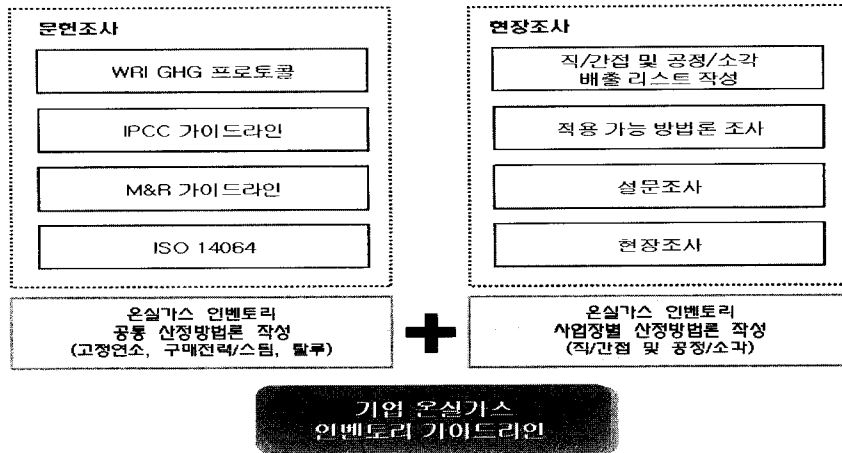 문헌조사
WRI GHG 프로토콜
IPCC 가이드라인
M&R 가이드라인
ISO 14064
온실가스 인벤토리
공통 산정방법론 작성
(고정연소, 구매전력/스팀, 탈루)
현장조사
직/간접 및 공정/소각
배출 리스트 작성
적용 가능 방법론 조사
설문조사
현장조사
온실가스 인벤토리
사업장별 산정방법론 작성
(직/간접 및 공정/소각)
기업 온실가스
인벤토리 가이드라인